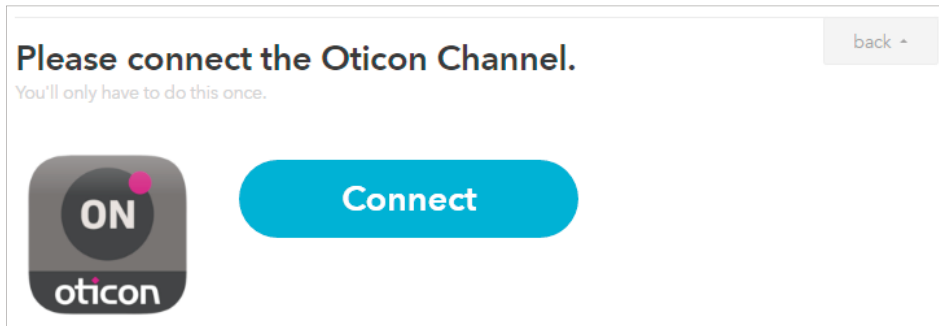 back
Please connect the Oticon Channel.
You'll only have to do this once.
ON
oticon
Connect